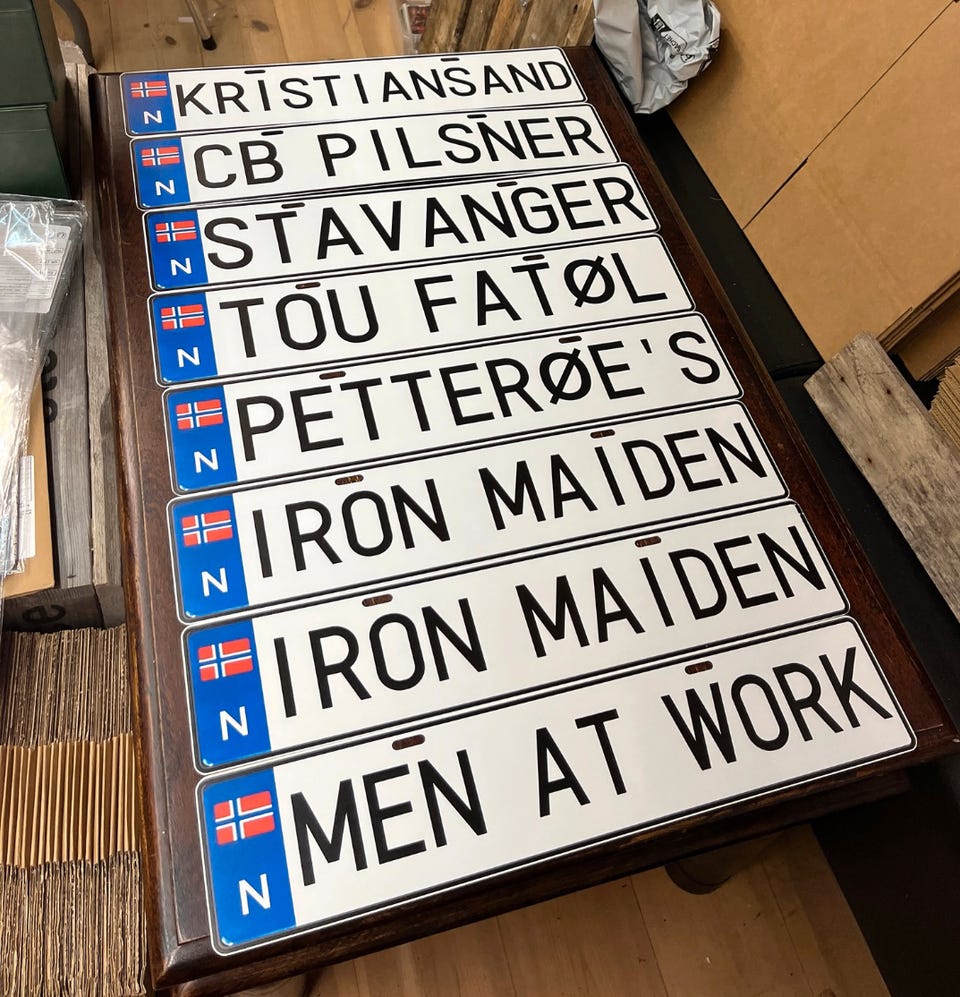 N KRISTIANSAND
N CB PILSNER
N STAVANGER
N TOU FATØL
N PETTERØE'S
N IRON MAIDEN
N IRON MAIDEN
N MEN AT WORK